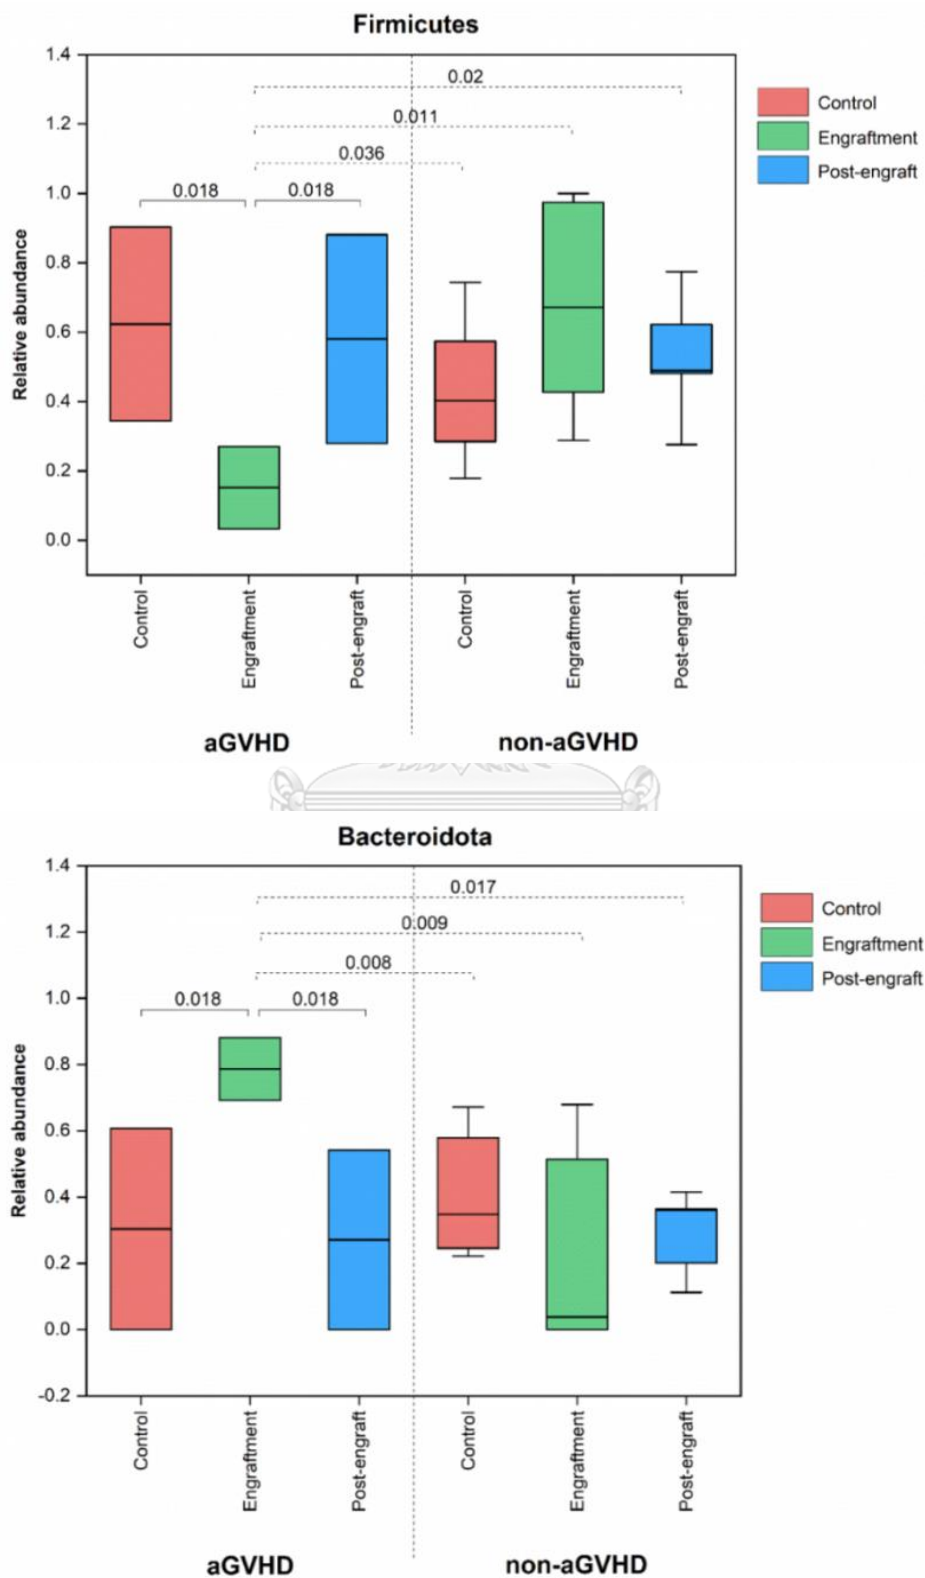 Firmicutes
1.4
1.2
1.0
0.8
0.6
0.4
0.2
0.0
Relative abundance
0.02
0.011
0.036
0.018
0.018
Control
Engraftment
Post-engraft
Control
Engraftment
Post-engraft
Control
Engraftment
Post-engraft
aGVHD
non-aGVHD
Bacteroidota
1.4
1.2
1.0
0.8
0.6
0.4
0.2
0.0
-0.2
Relative abundance
0.017
0.009
0.008
0.018
0.018
Control
Engraftment
Post-engraft
Control
Engraftment
Post-engraft
Control
Engraftment
Post-engraft
aGVHD
non-aGVHD